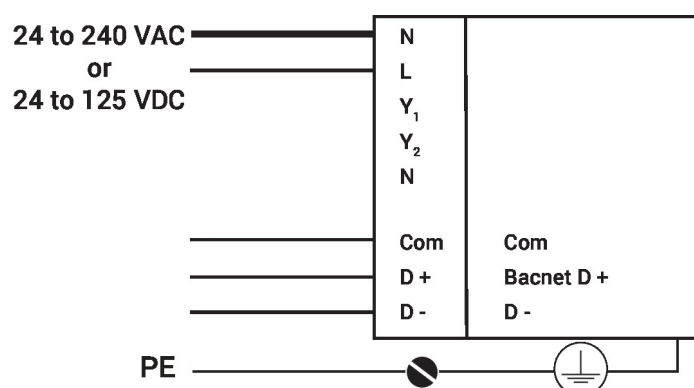 24 to 240 VAC
or
24 to 125 VDC
N
L
Y₁
Y₂
N
Com Com
D + Bacnet D +
D - D -
PE